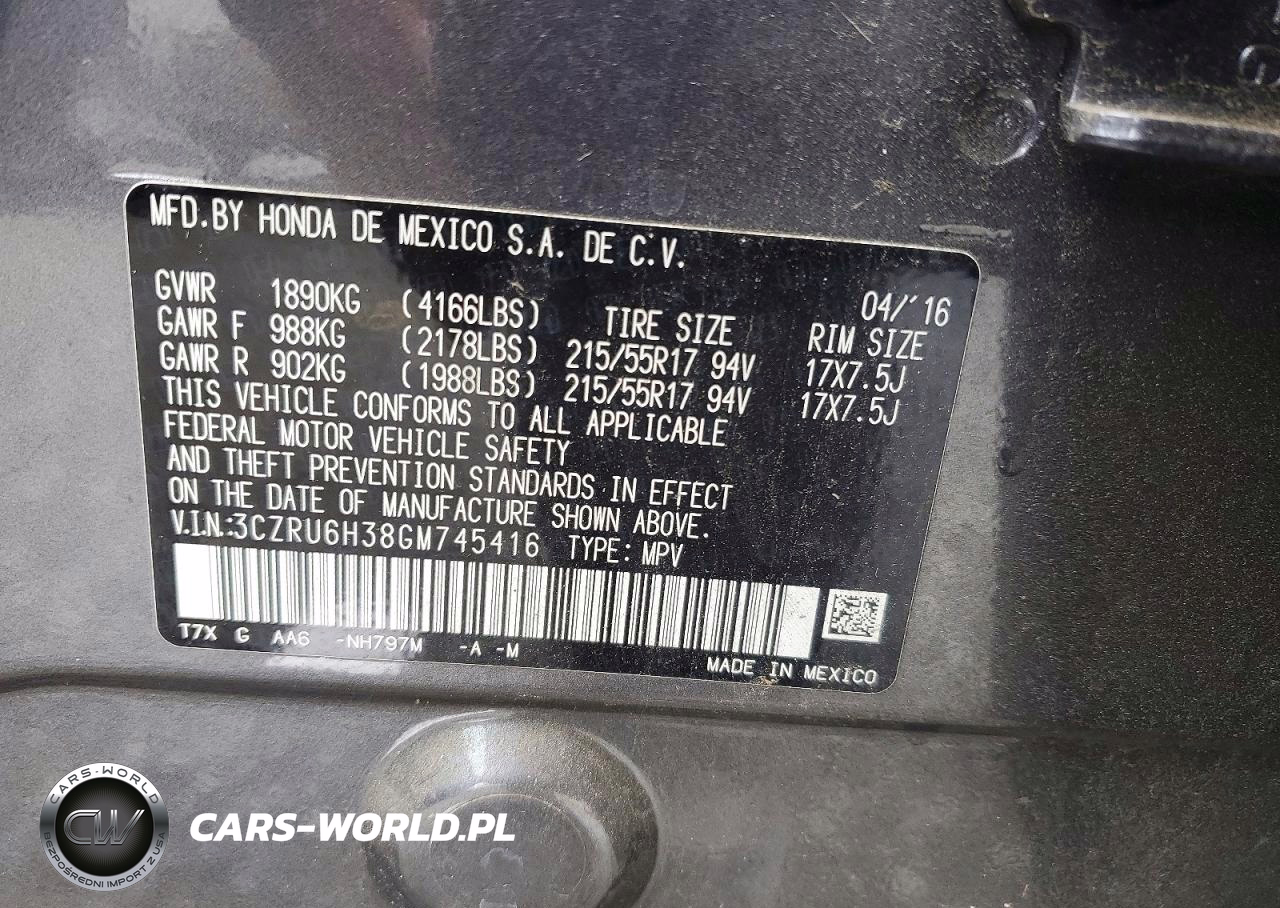 MFD.BY HONDA DE MEXICO S.A. DE C.V.
04/'16
GVWR 1890KG (4166LBS) TIRE SIZE RIM SIZE
GAWR F 988KG (2178LBS) 215/55R17 94V 17X7.5J
GAWR R 902KG (1988LBS) 215/55R17 94V 17X7.5J
THIS VEHICLE CONFORMS TO ALL APPLICABLE
FEDERAL MOTOR VEHICLE SAFETY
AND THEFT PREVENTION STANDARDS IN EFFECT
ON THE DATE OF MANUFACTURE SHOWN ABOVE.
V.I.N.:3CZRU6H38GM745416 TYPE: MPV
T7X G AA6 -NH797M -A -M
MADE IN MEXICO
CARS-WORLD
CW
BEZPOŚREDNI IMPORT Z USA
CARS-WORLD.PL